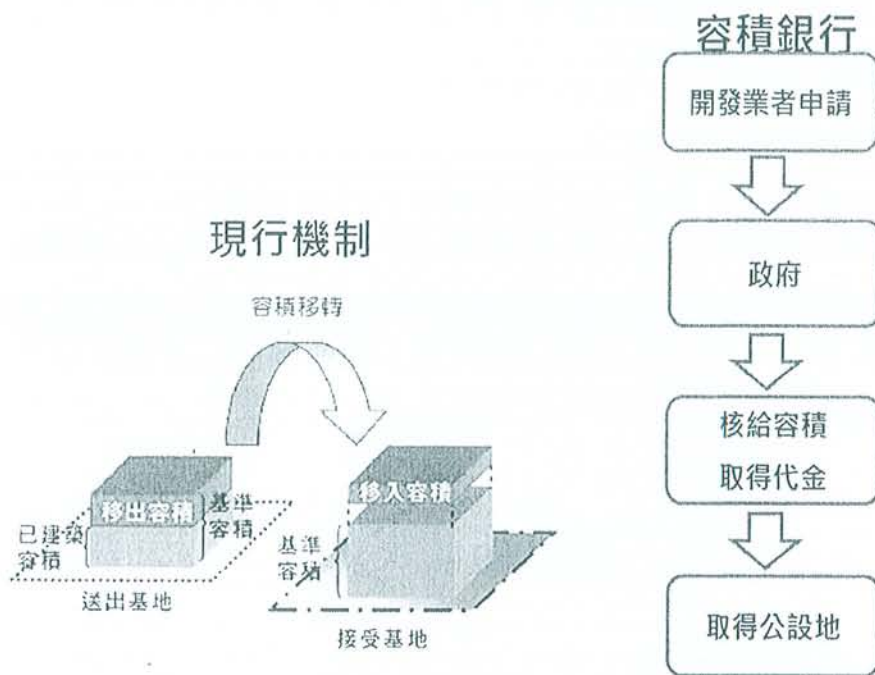 現行機制
容積移轉
移出容積
基準
容積
已建築
容積
送出基地
移入容積
基準
容積
接受基地
容積銀行
開發業者申請
政府
核給容積
取得代金
取得公設地